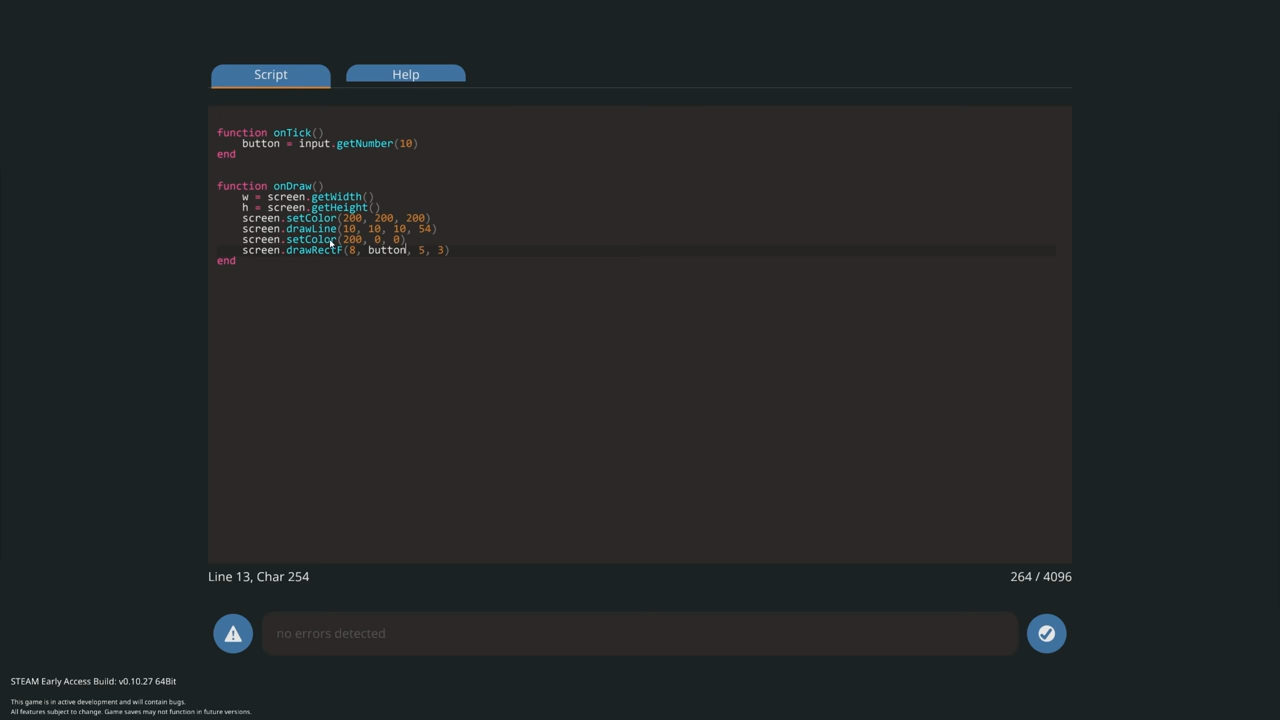 Script
Help
function onTick()
    button = input.getNumber(10)
end
function onDraw()
    w = screen.getWidth()
    h = screen.getHeight()
    screen.setColor(200, 200, 200)
    screen.drawLine(10, 10, 10, 54)
    screen.setColor(200, 0, 0)
    screen.drawRectF(8, button, 5, 3)
end
Line 13, Char 254
264 / 4096
no errors detected
STEAM Early Access Build: v0.10.27 64Bit
This game is in active development and will contain bugs.
All features subject to change. Game saves may not function in future versions.